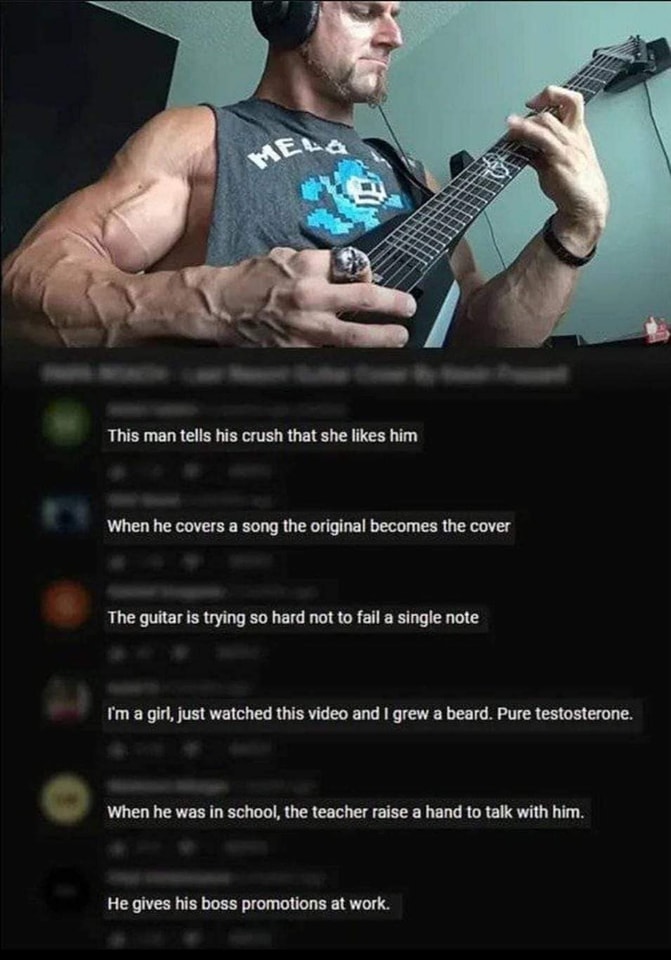 MEGA
This man tells his crush that she likes him
When he covers a song the original becomes the cover
The guitar is trying so hard not to fail a single note
I'm a girl, just watched this video and I grew a beard. Pure testosterone.
When he was in school, the teacher raise a hand to talk with him.
He gives his boss promotions at work.